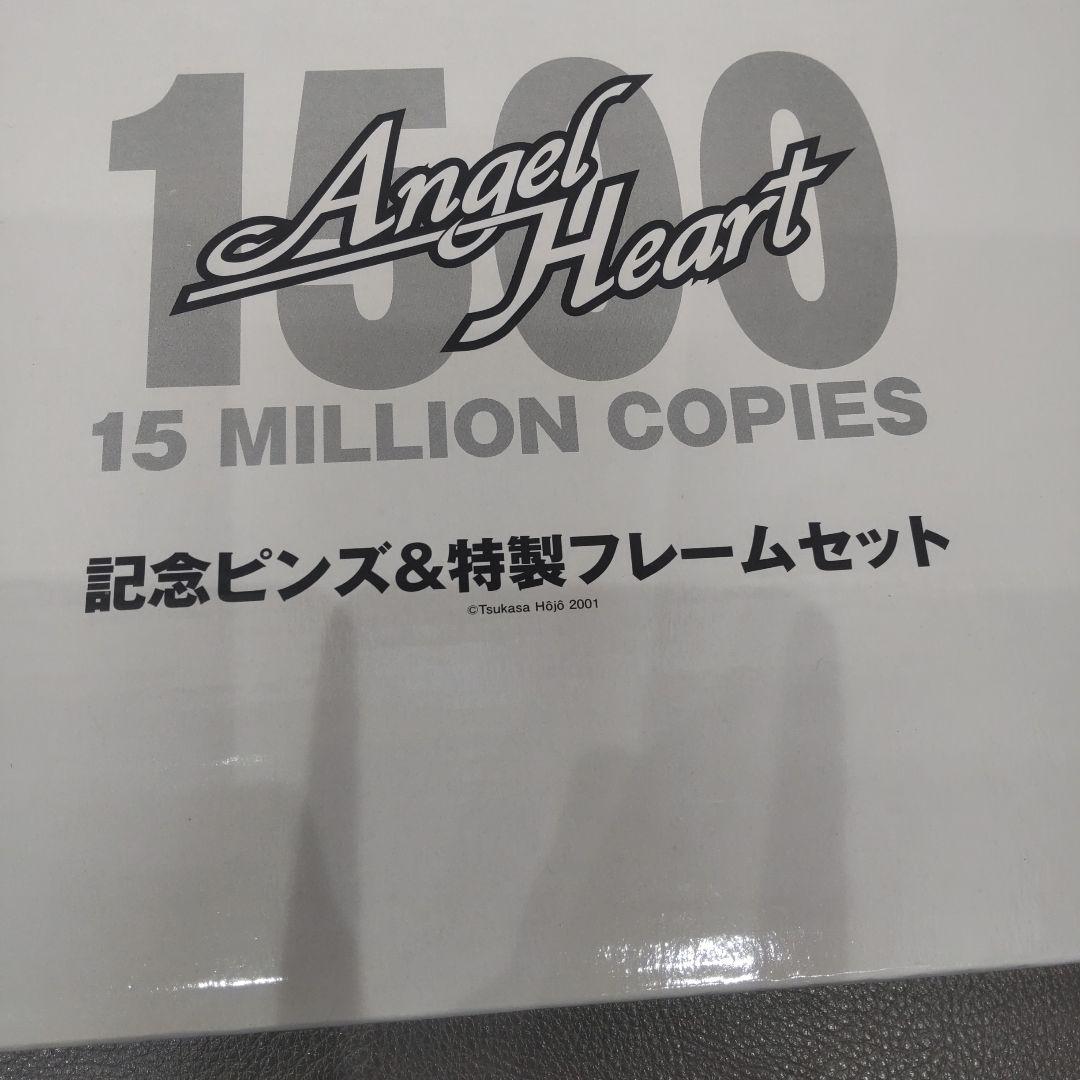 1500
Angel
Heart
15 MILLION COPIES
記念ピンズ&特製フレームセット
©Tsukasa Hôjô 2001